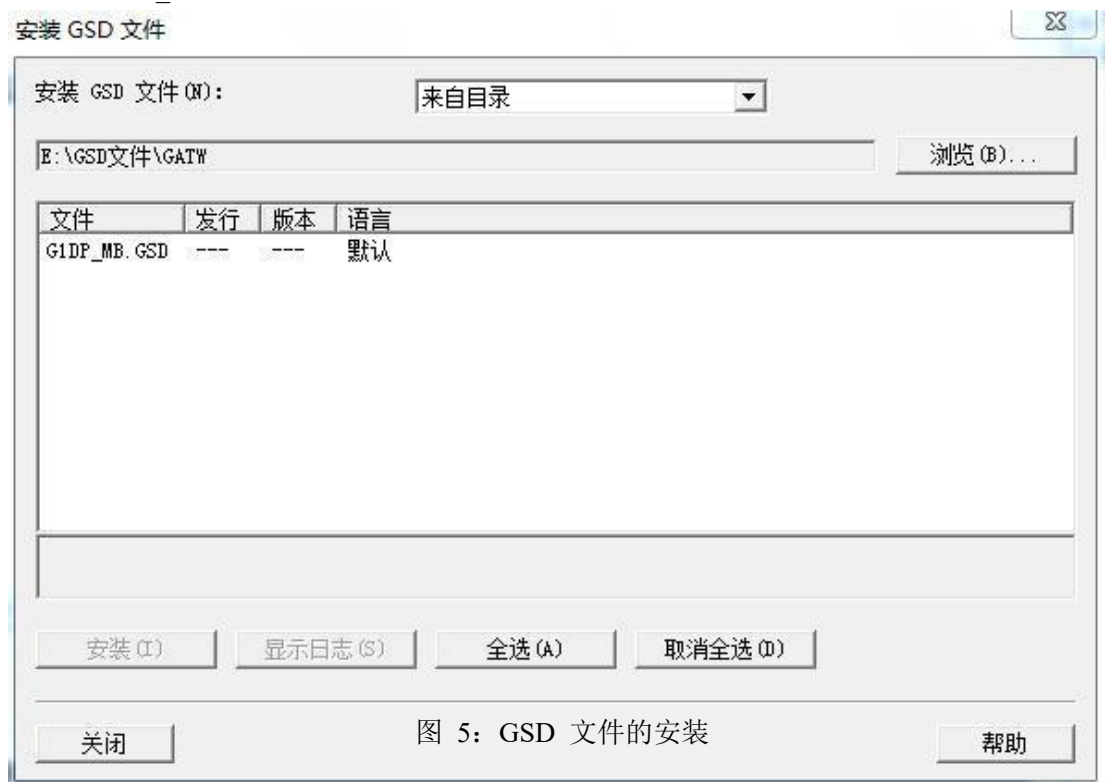 安装 GSD 文件
安装 GSD 文件(N): 来自目录
E:\GSD文件\GATW 浏览(B)...
文件 发行 版本 语言
G1DP_MB.GSD --- --- 默认
安装(I) 显示日志(S) 全选(A) 取消全选(D)
关闭 图 5：GSD 文件的安装 帮助